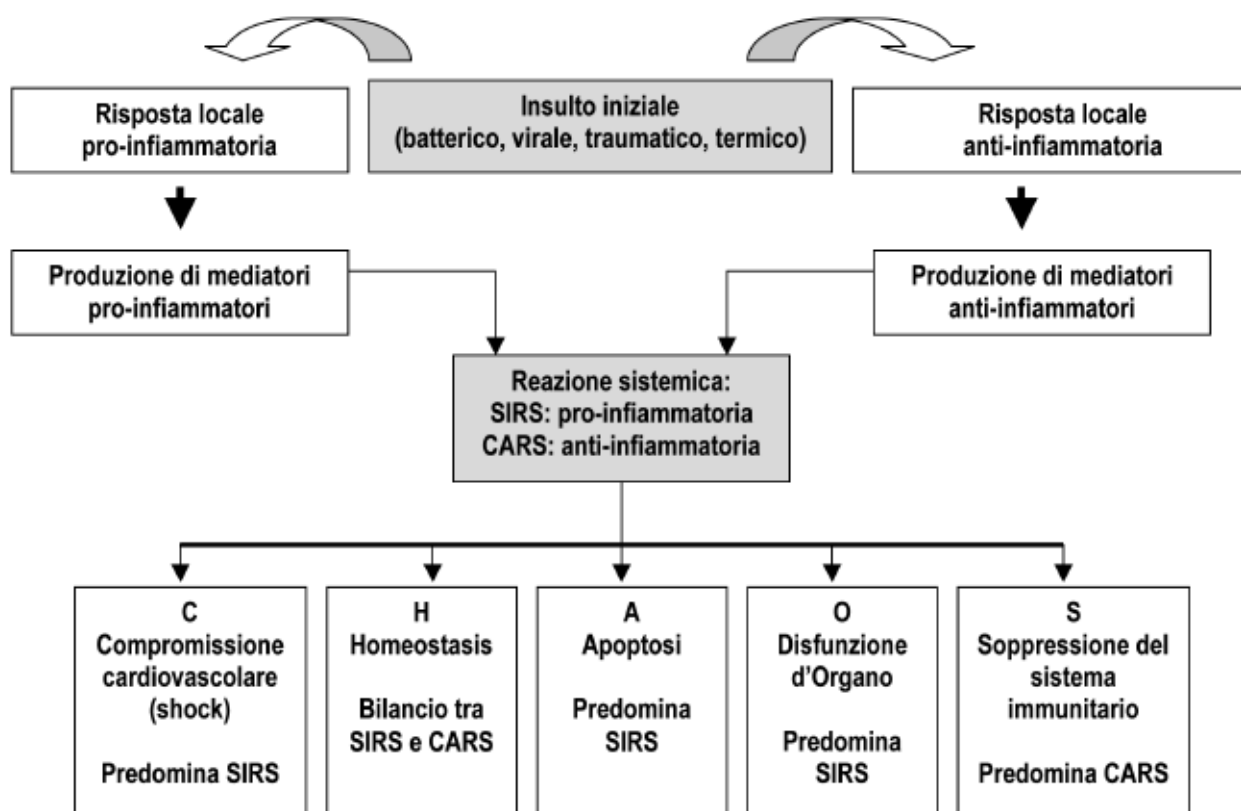 Risposta locale
pro-infiammatoria
Insulto iniziale
(batterico, virale, traumatico, termico)
Risposta locale
anti-infiammatoria
Produzione di mediatori
pro-infiammatori
Produzione di mediatori
anti-infiammatori
Reazione sistemica:
SIRS: pro-infiammatoria
CARS: anti-infiammatoria
C
Compromissione
cardiovascolare
(shock)
Predomina SIRS
H
Homeostasis
Bilancio tra
SIRS e CARS
A
Apoptosi
Predomina
SIRS
O
Disfunzione
d'Organo
Predomina
SIRS
S
Soppressione del
sistema
immunitario
Predomina CARS